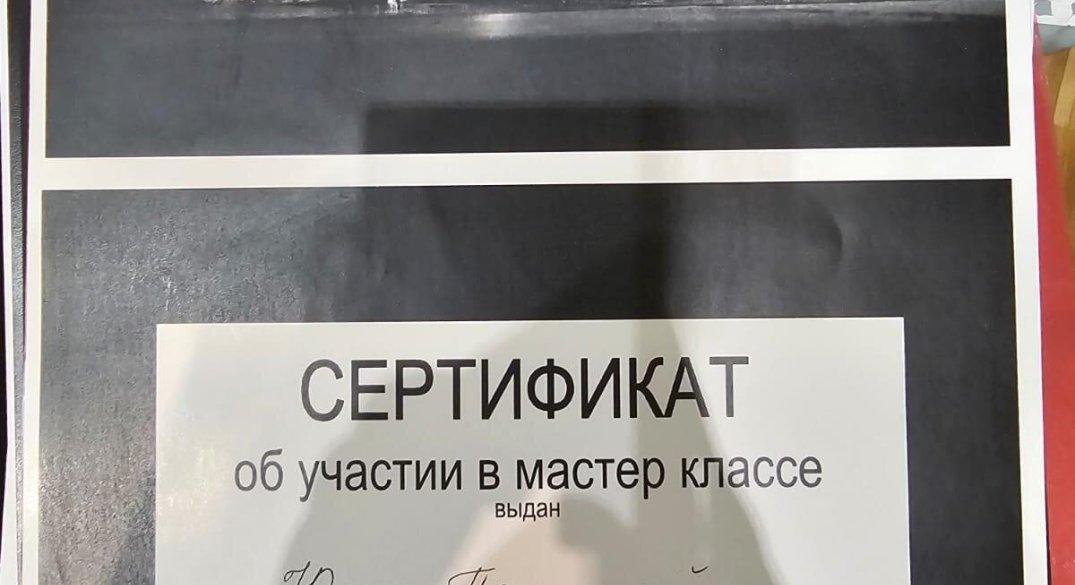 СЕРТИФИКАТ
об участии в мастер классе
выдан